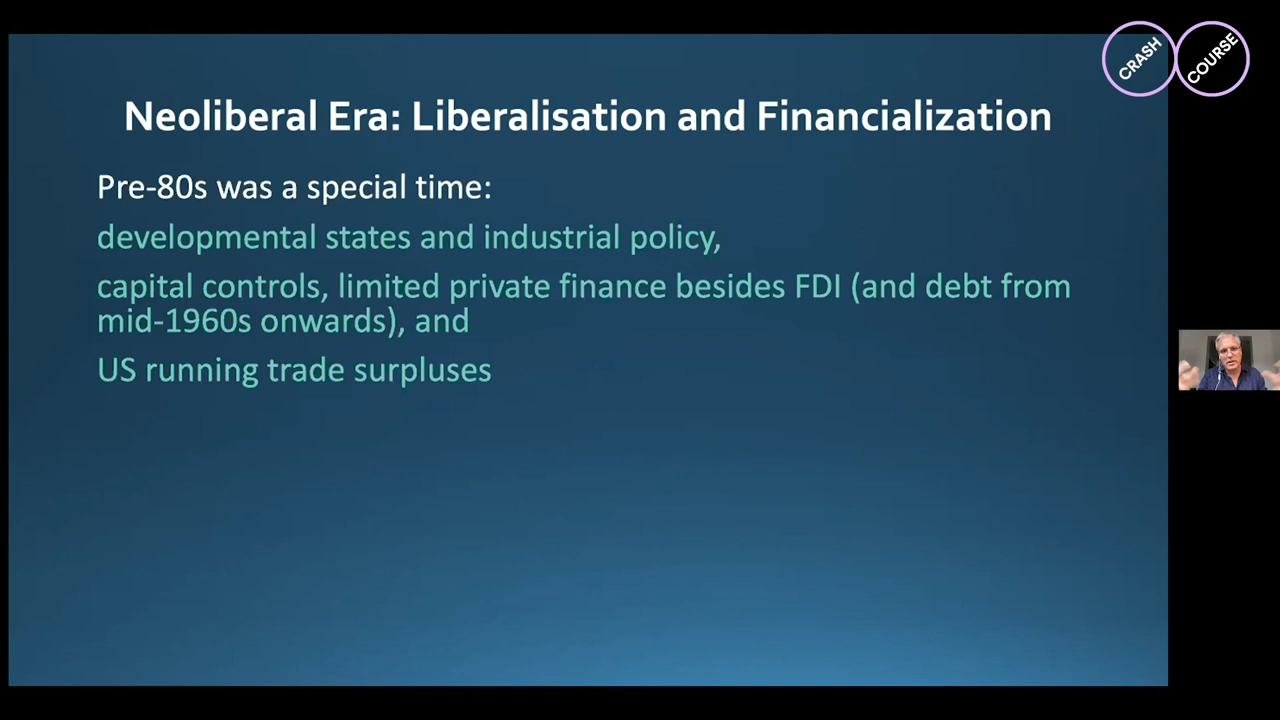 CRASH COURSE
Neoliberal Era: Liberalisation and Financialization
Pre-80s was a special time:
developmental states and industrial policy,
capital controls, limited private finance besides FDI (and debt from
mid-1960s onwards), and
US running trade surpluses